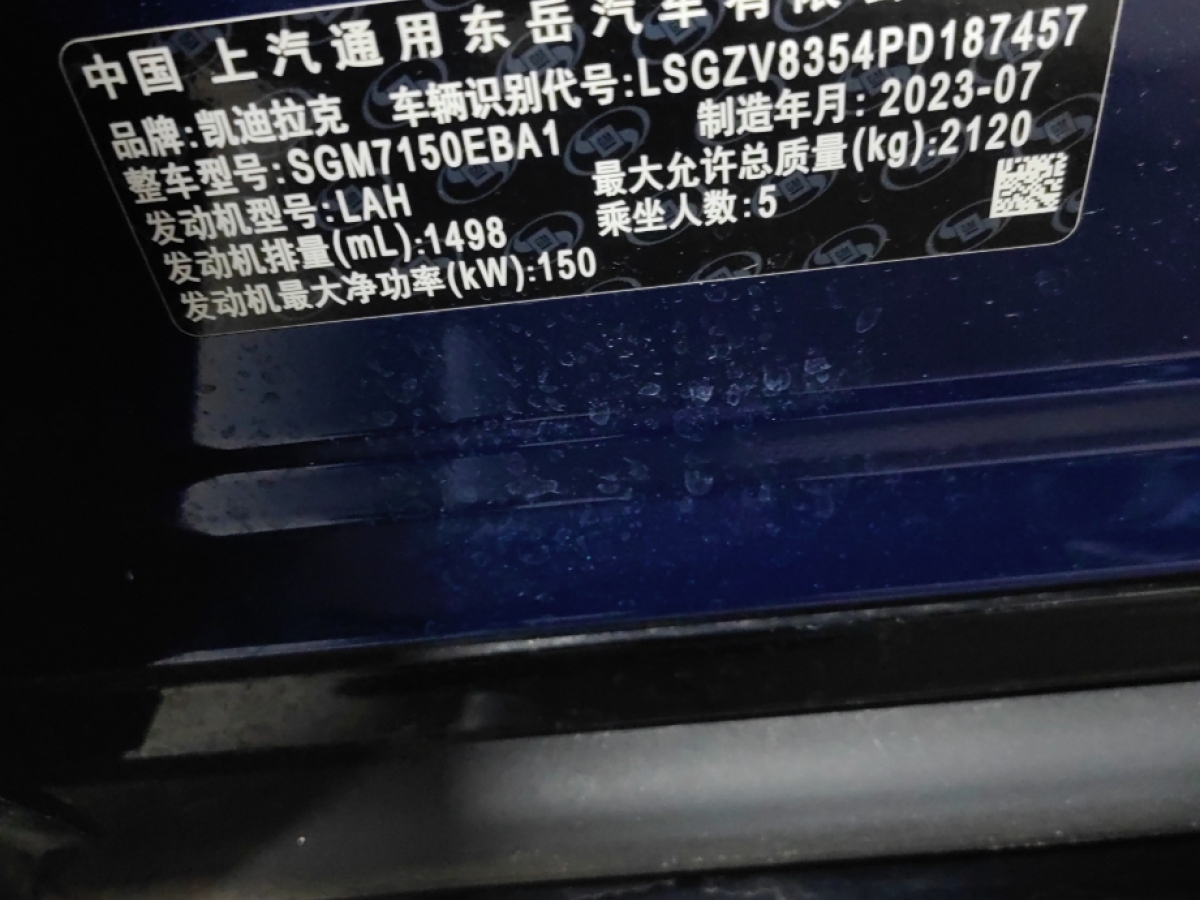 中国 上汽通用东岳汽车有限
品牌:凯迪拉克 车辆识别代号:LSGZV8354PD187457
整车型号:SGM7150EBA1 制造年月: 2023-07
发动机型号:LAH 最大允许总质量(kg):2120
发动机排量(mL):1498 乘坐人数:5
发动机最大净功率(kW):150